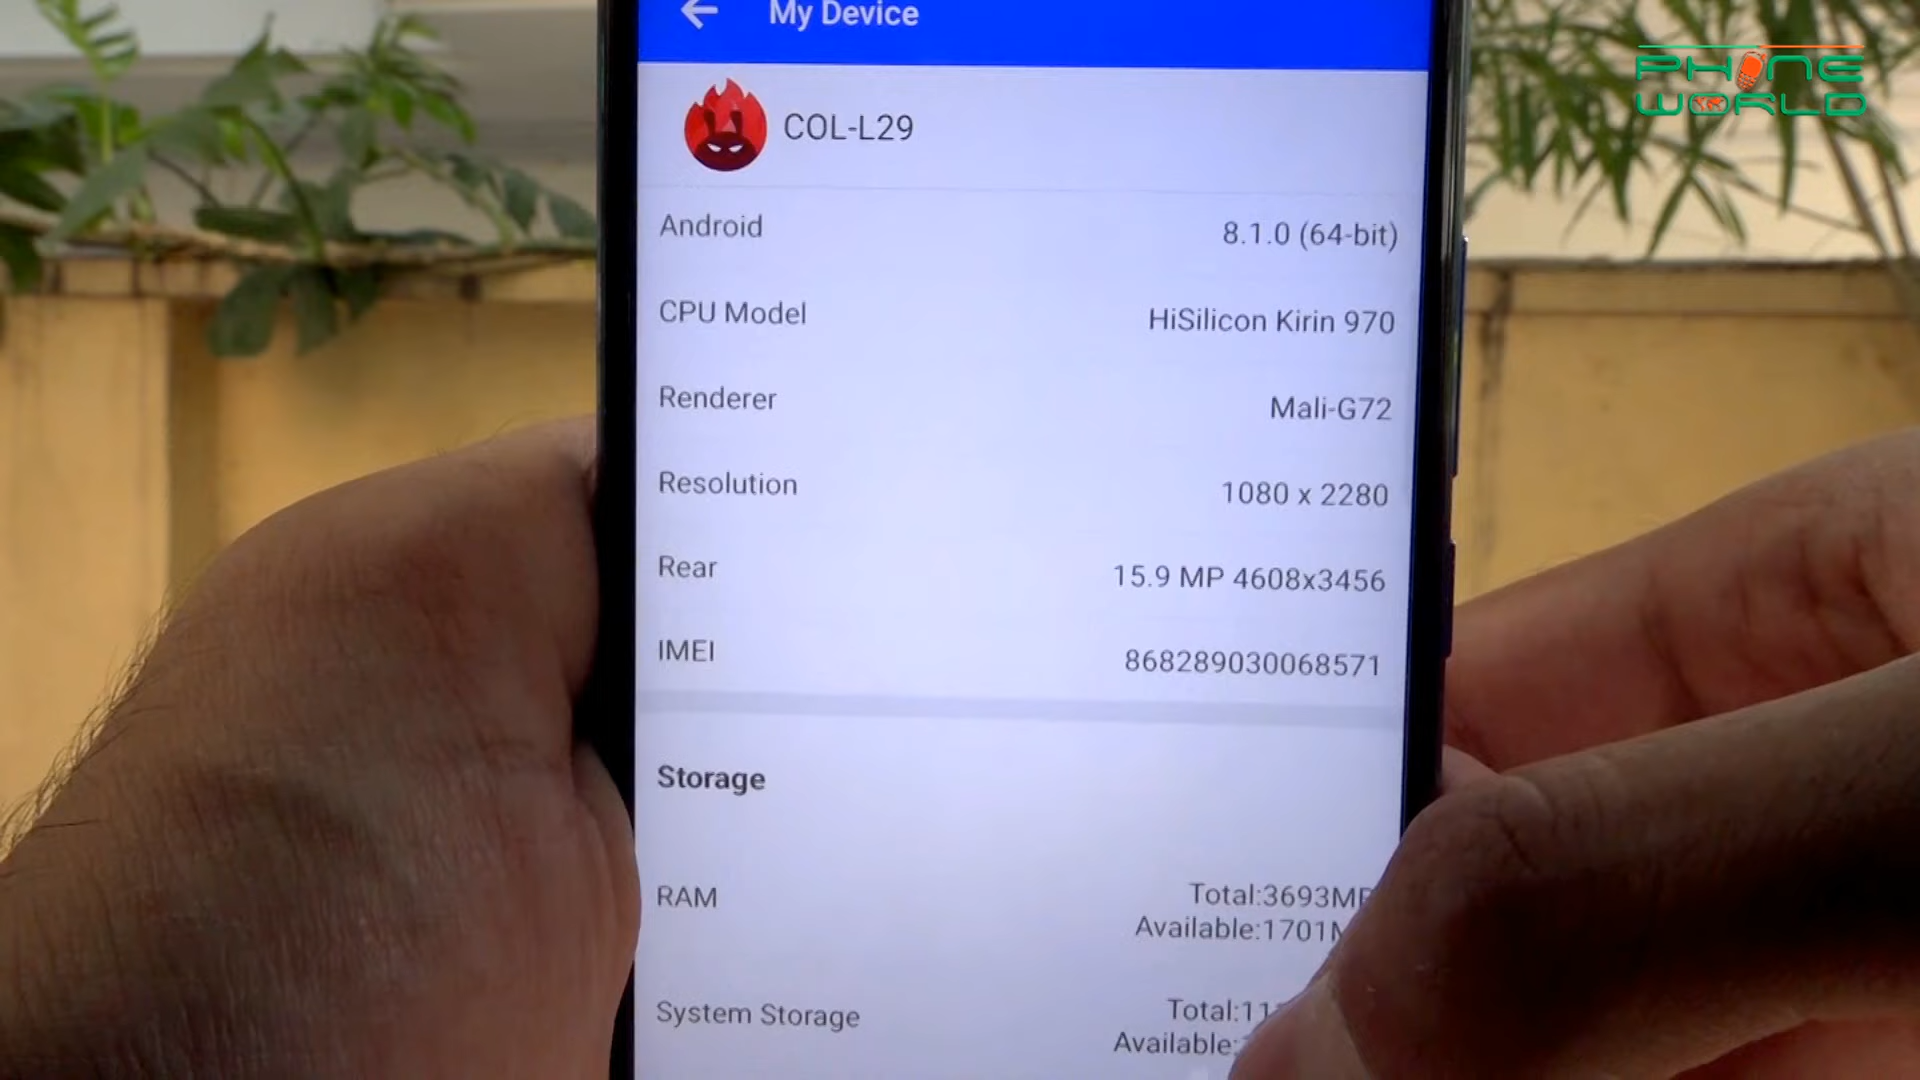 My Device
PHONE
WORLD
COL-L29
Android
8.1.0 (64-bit)
CPU Model
HiSilicon Kirin 970
Renderer
Mali-G72
Resolution
1080 x 2280
Rear
15.9 MP 4608x3456
IMEI
868289030068571
Storage
RAM
Total:3693M
Available:1701
System Storage
Total:11
Available: